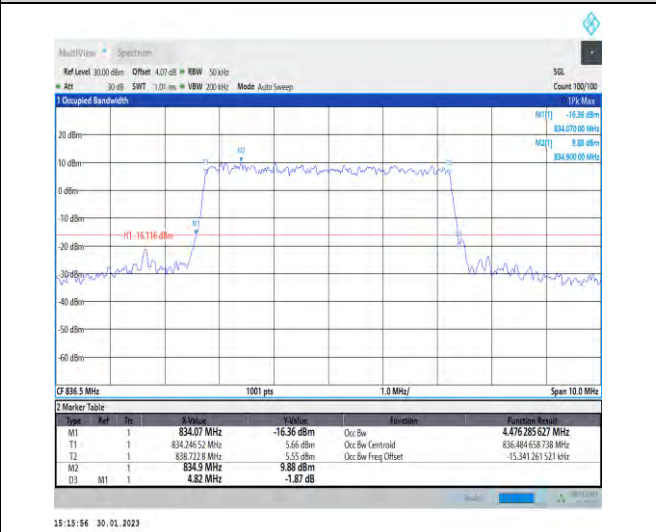 MultiView Spectrum
Ref Level 30.00 dBm Offset 4.07 dB RBW 50 kHz SGL
Att 30 dB SWT 1.01 ms VBW 200 kHz Mode Auto Sweep Count 100/100
1 Occupied Bandwidth 1Pk Max
M1[1] -16.36 dBm
834.070 00 MHz
M2[1] 9.88 dBm
834.900 00 MHz
20 dBm
10 dBm
0 dBm
-10 dBm
H1 -16.116 dBm
-20 dBm
-30 dBm
-40 dBm
-50 dBm
-60 dBm
CF 836.5 MHz 1001 pts 1.0 MHz/ Span 10.0 MHz
2 Marker Table
Type Ref Trc X-Value Y-Value Function Function Result
M1 1 834.07 MHz -16.36 dBm Occ Bw 4.476 285 627 MHz
T1 1 834.246 52 MHz 5.66 dBm Occ Bw Centroid 836.484 658 738 MHz
T2 1 838.722 8 MHz 5.55 dBm Occ Bw Freq Offset -15.341 261 521 kHz
M2 1 834.9 MHz 9.88 dBm
D3 M1 1 4.82 MHz -1.87 dB
15:15:56 30.01.2023